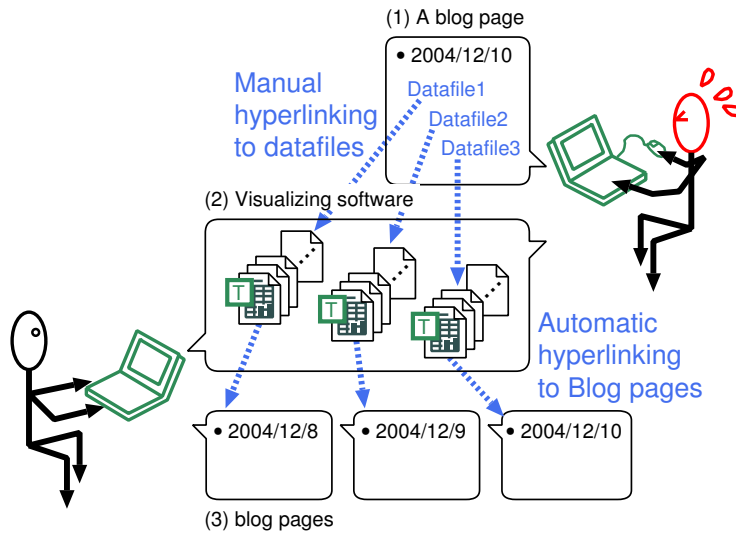 (1) A blog page
• 2004/12/10
Manual
hyperlinking
to datafiles
Datafile1
Datafile2
Datafile3
(2) Visualizing software
T
T
T
Automatic
hyperlinking
to Blog pages
• 2004/12/8
• 2004/12/9
• 2004/12/10
(3) blog pages